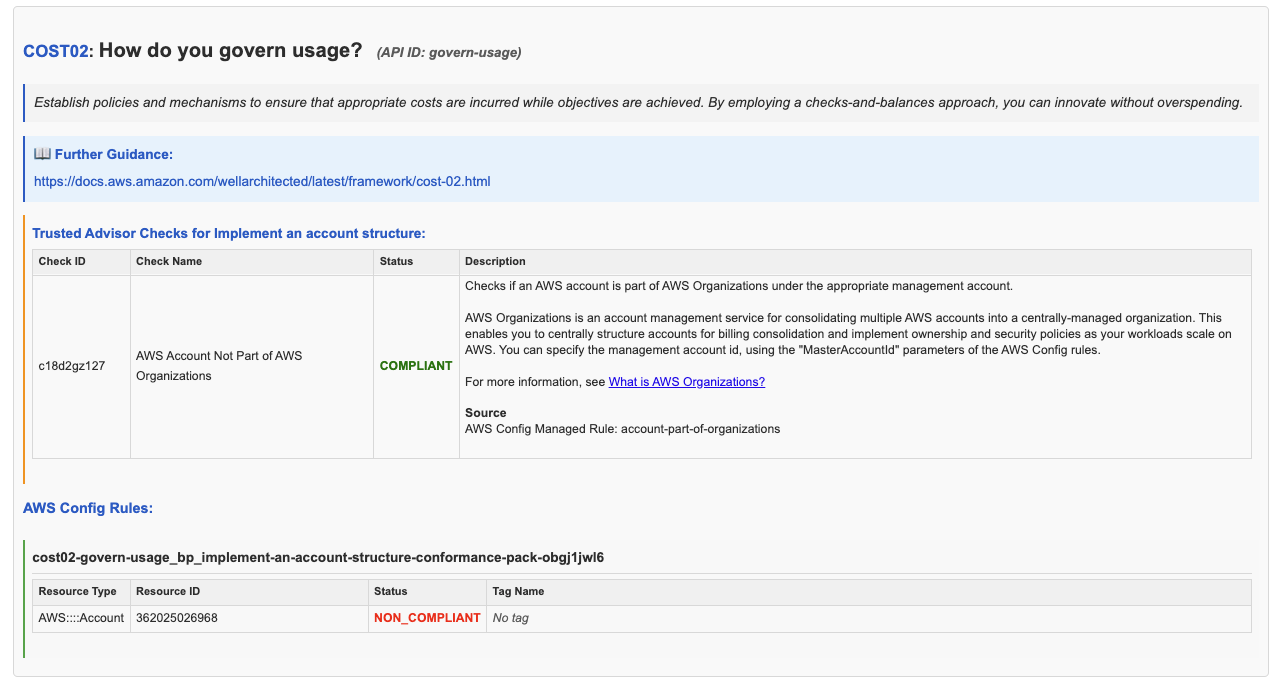 COST02: How do you govern usage? (API ID: govern-usage)
Establish policies and mechanisms to ensure that appropriate costs are incurred while objectives are achieved. By employing a checks-and-balances approach, you can innovate without overspending.
📖 Further Guidance:
https://docs.aws.amazon.com/wellarchitected/latest/framework/cost-02.html
Trusted Advisor Checks for Implement an account structure:
Check ID Check Name Status Description
c18d2gz127
AWS Account Not Part of AWS
Organizations
COMPLIANT
Checks if an AWS account is part of AWS Organizations under the appropriate management account.
AWS Organizations is an account management service for consolidating multiple AWS accounts into a centrally-managed organization. This
enables you to centrally structure accounts for billing consolidation and implement ownership and security policies as your workloads scale on
AWS. You can specify the management account id, using the "MasterAccountId" parameters of the AWS Config rules.
For more information, see What is AWS Organizations?
Source
AWS Config Managed Rule: account-part-of-organizations
AWS Config Rules:
cost02-govern-usage_bp_implement-an-account-structure-conformance-pack-obgj1jwl6
Resource Type Resource ID Status Tag Name
AWS::::Account 362025026968 NON_COMPLIANT No tag